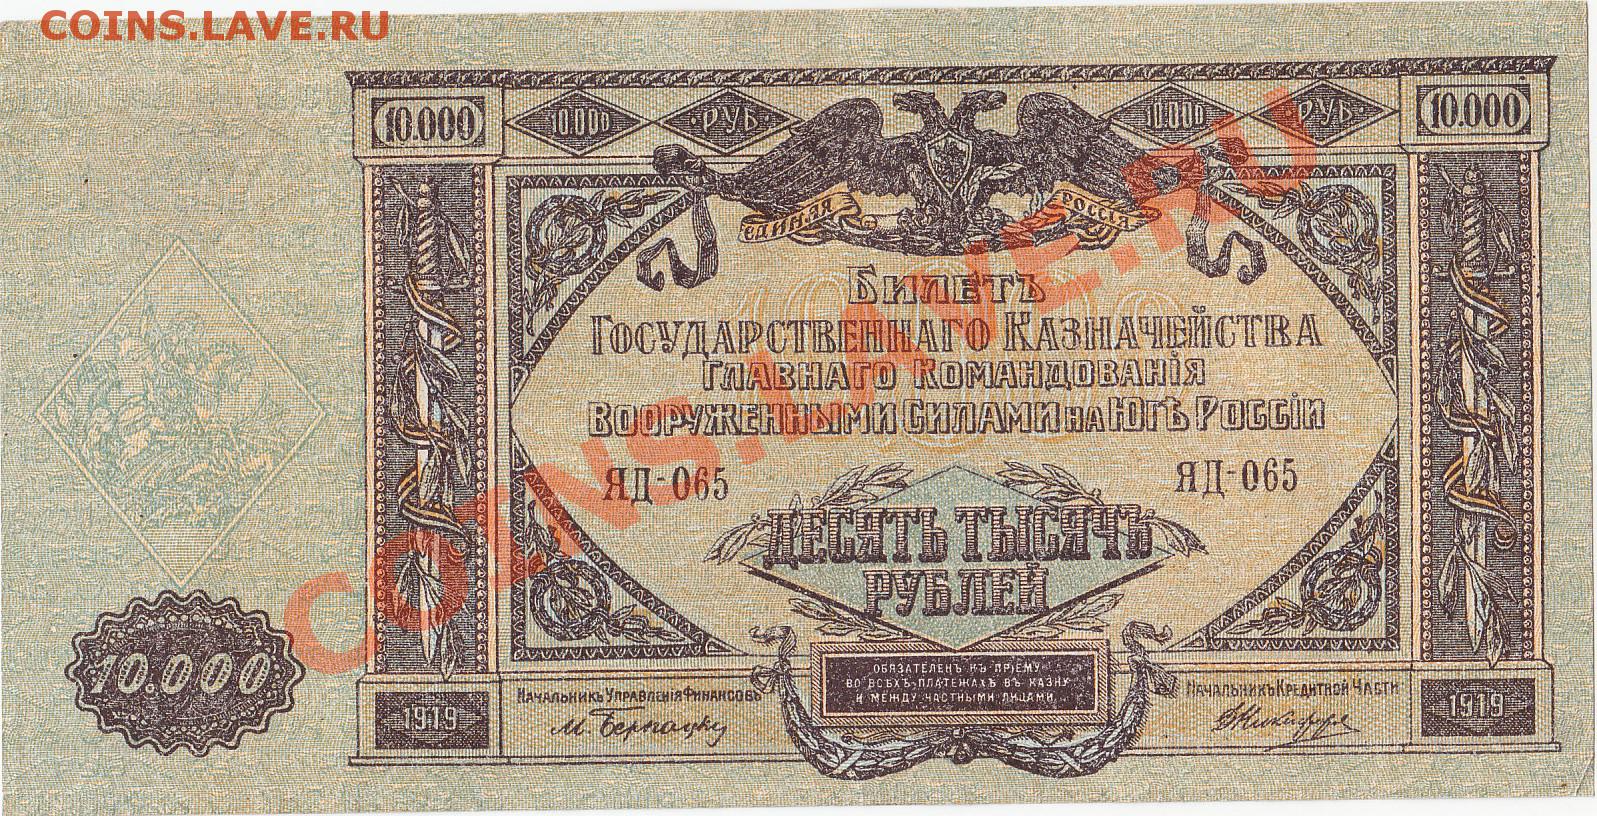 COINS.LAVE.RU
10.000 10.000 РУБ 10.000 РУБ 10.000
ЕДИНАЯ РОССІЯ
БИЛЕТЪ
ГОСУДАРСТВЕННАГО КАЗНАЧЕЙСТВА
ГЛАВНАГО КОМАНДОВАНІЯ
ВООРУЖЕННЫМИ СИЛАМИ НА ЮГѢ РОССІИ
ЯД-065 ЯД-065
ДЕСЯТЬ ТЫСЯЧЪ
РУБЛЕЙ
10.000
ОБЯЗАТЕЛЕНЪ КЪ ПРІЕМУ
ВО ВСѢХЪ ПЛАТЕЖАХЪ ВЪ КАЗНУ
И МЕЖДУ ЧАСТНЫМИ ЛИЦАМИ.
НАЧАЛЬНИКЪ УПРАВЛЕНІЯ ФИНАНСОВЪ
НАЧАЛЬНИКЪ КРЕДИТНОЙ ЧАСТИ
1919 М. Бернацкій 1919
COINS.LAVE.RU